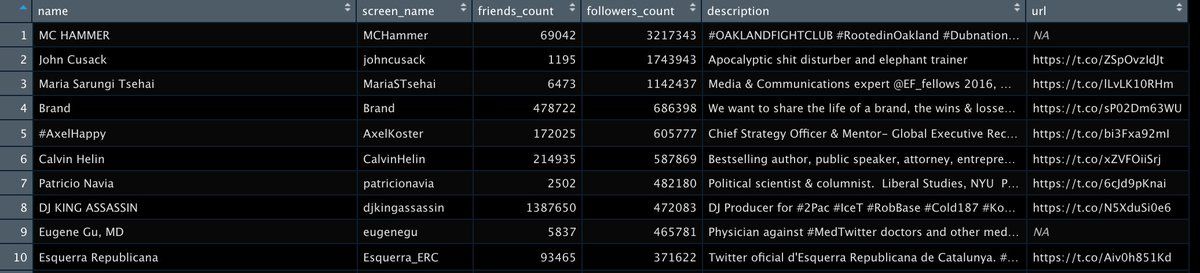 name screen_name friends_count followers_count description url
1 MC HAMMER MCHammer 69042 3217343 #OAKLANDFIGHTCLUB #RootedinOakland #Dubnation... NA
2 John Cusack johncusack 1195 1743943 Apocalyptic shit disturber and elephant trainer https://t.co/ZSpOvzIdJt
3 Maria Sarungi Tsehai MariaSTsehai 6473 1142437 Media & Communications expert @EF_fellows 2016, ... https://t.co/lLvLK10RHm
4 Brand Brand 478722 686398 We want to share the life of a brand, the wins & losse... https://t.co/sP02Dm63WU
5 #AxelHappy AxelKoster 172025 605777 Chief Strategy Officer & Mentor- Global Executive Rec... https://t.co/bi3Fxa92mI
6 Calvin Helin CalvinHelin 214935 587869 Bestselling author, public speaker, attorney, entrepre... https://t.co/xZVFOiiSrj
7 Patricio Navia patricionavia 2502 482180 Political scientist & columnist. Liberal Studies, NYU P... https://t.co/6cJd9pKnai
8 DJ KING ASSASSIN djkingassassin 1387650 472083 DJ Producer for #2Pac #IceT #RobBase #Cold187 #Ko... https://t.co/N5XduSi0e6
9 Eugene Gu, MD eugenegu 5837 465781 Physician against #MedTwitter doctors and other med... NA
10 Esquerra Republicana Esquerra_ERC 93465 371622 Twitter oficial d'Esquerra Republicana de Catalunya. #... https://t.co/Aiv0h851Kd